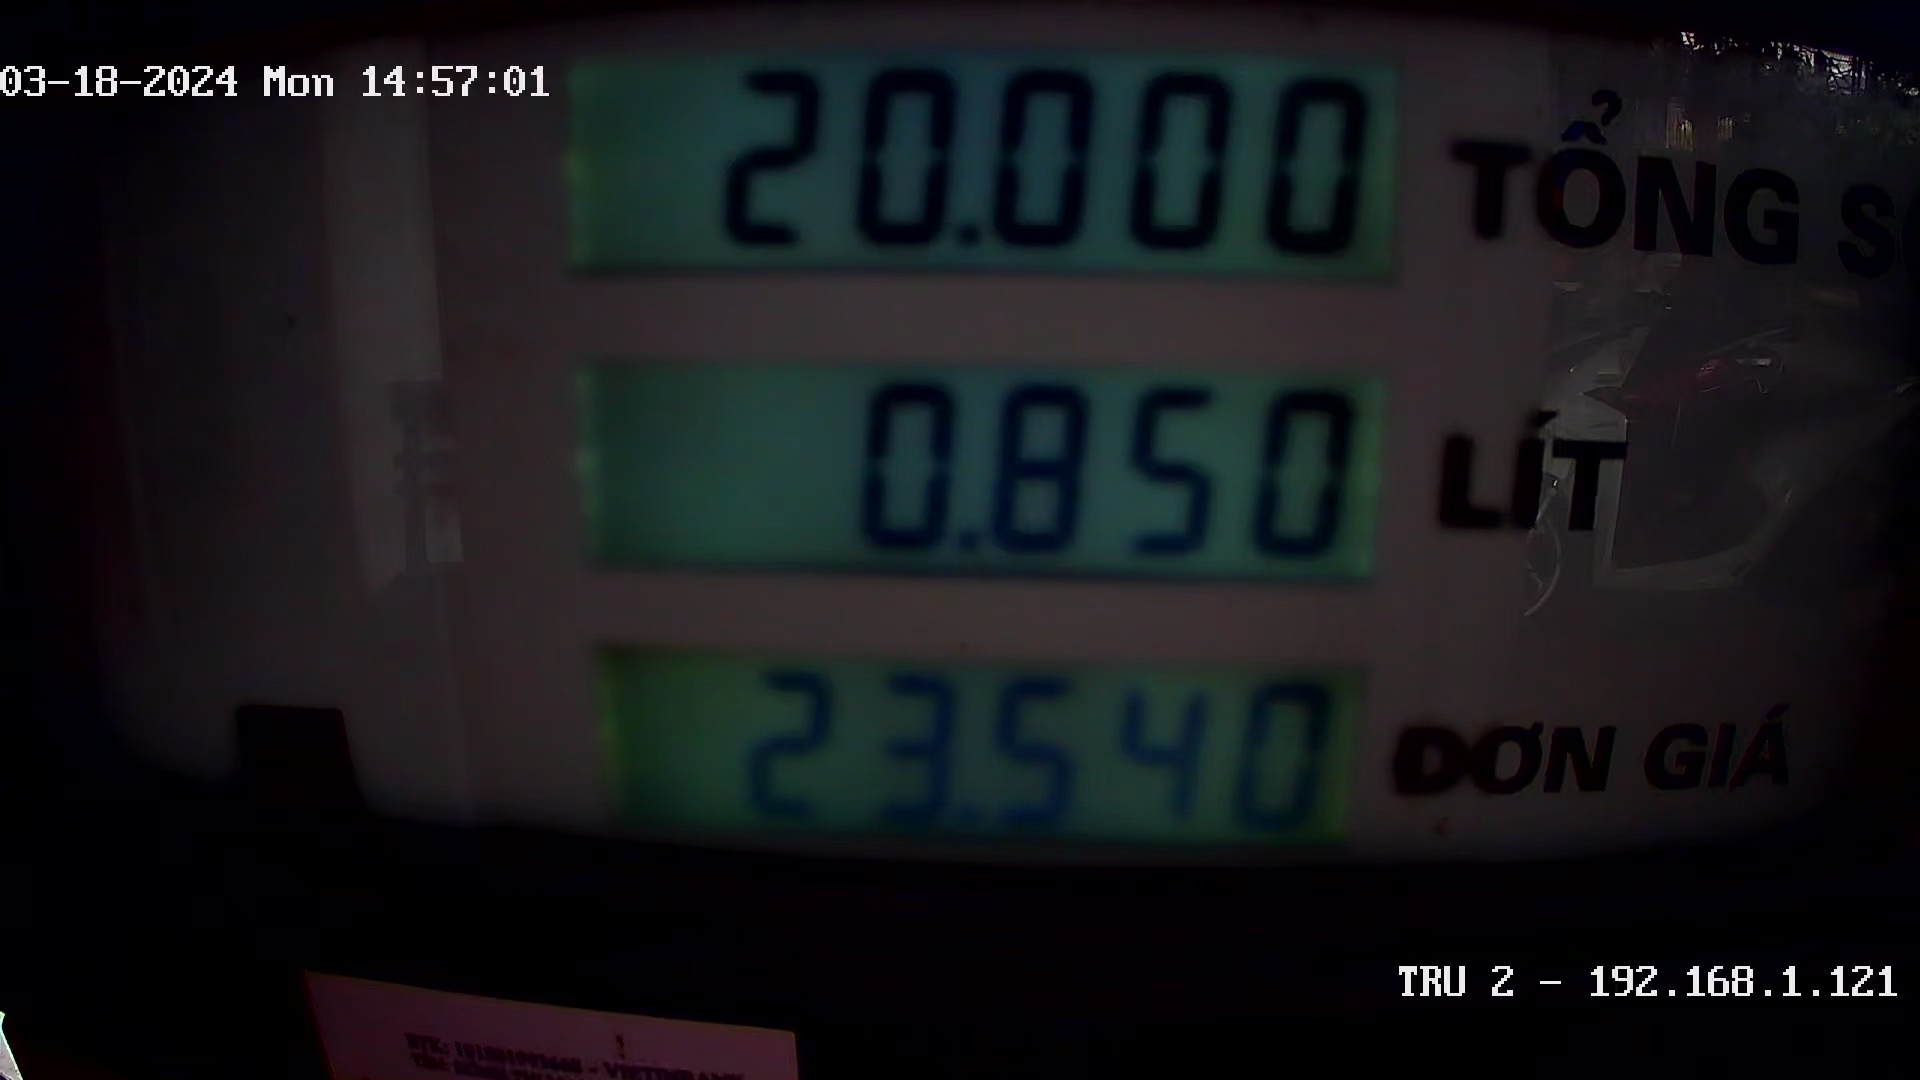 03-18-2024 Mon 14:57:01
20.000 TỔNG
0.850 LÍT
23.540 ĐƠN GIÁ
TRU 2 - 192.168.1.121
VIETINBANK